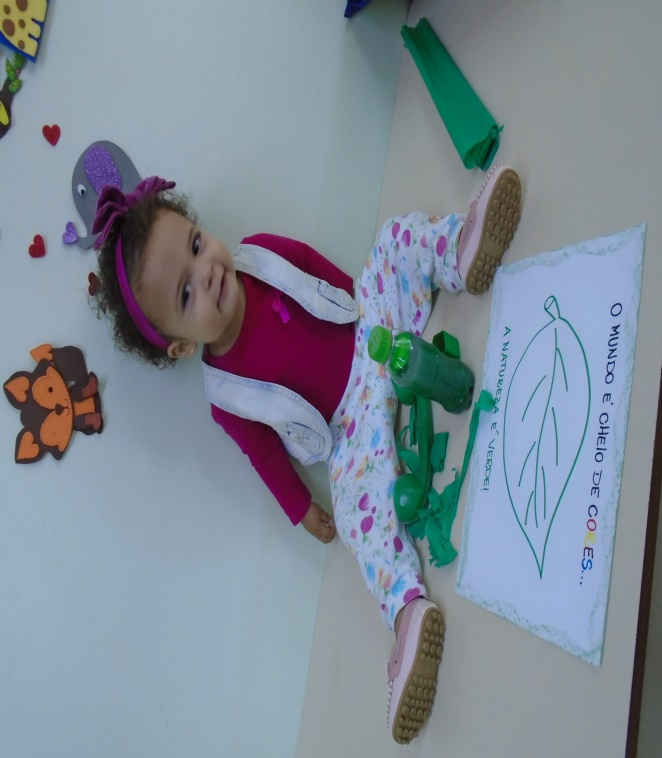 O MUNDO É CHEIO DE CORES...
A NATUREZA É VERDE!